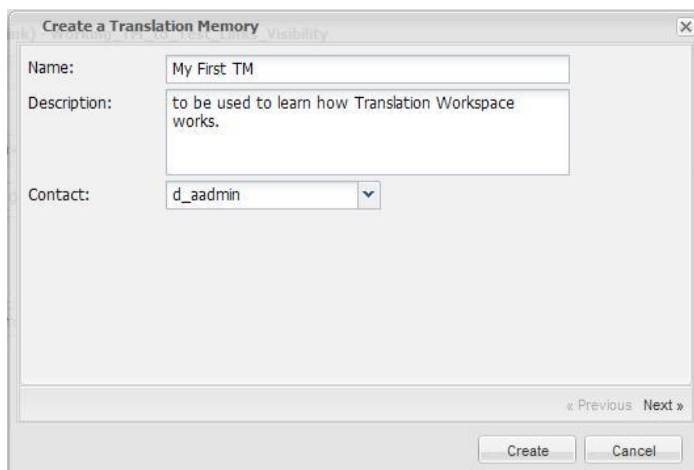 Create a Translation Memory
Working_TM_to_Test_Links_Visibility
Name:
My First TM
Description:
to be used to learn how Translation Workspace
works.
Contact:
d_aadmin
« Previous Next »
Create Cancel